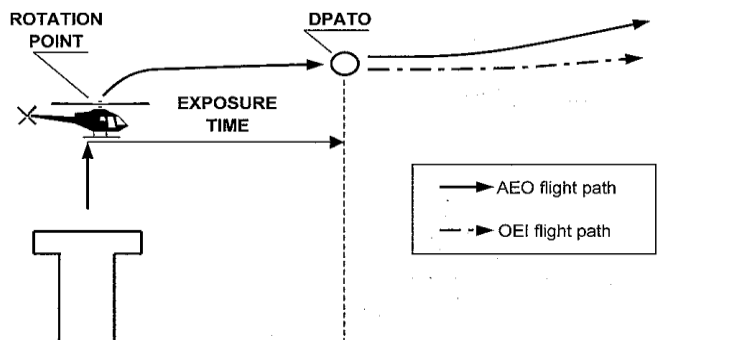 ROTATION
POINT
DPATO
EXPOSURE
TIME
AEO flight path
OEI flight path